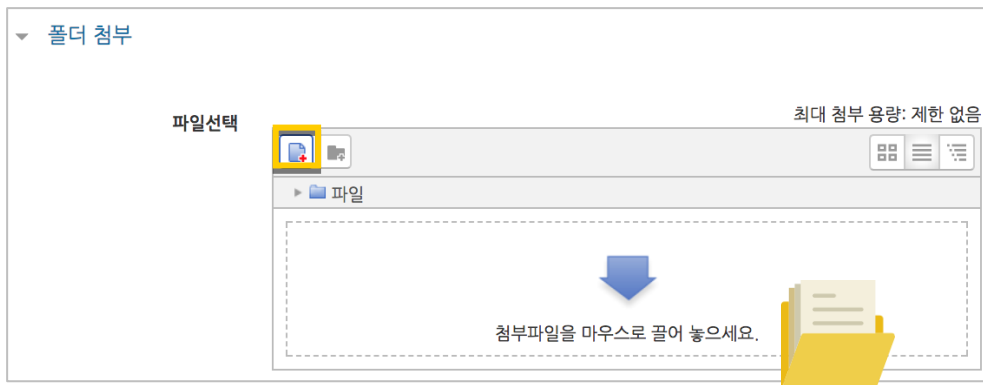 폴더 첨부
최대 첨부 용량: 제한 없음
파일선택
파일
첨부파일을 마우스로 끌어 놓으세요.